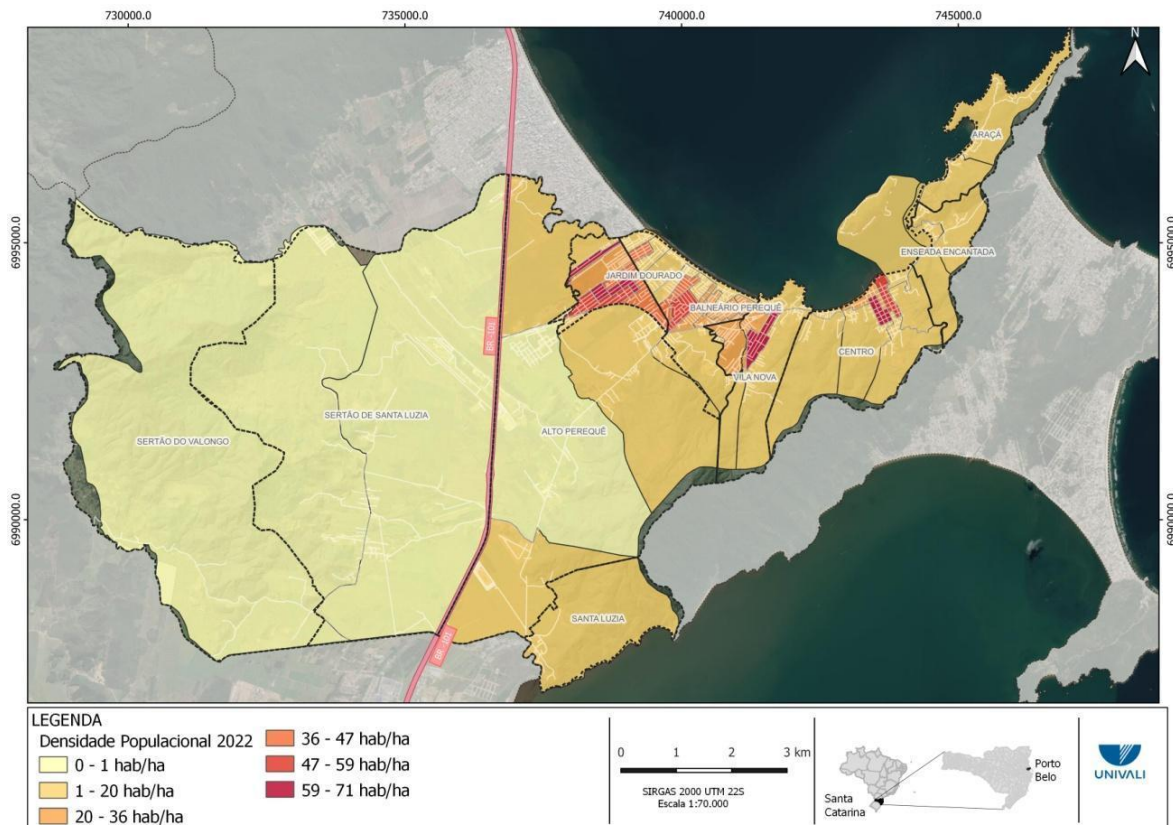 730000.0
735000.0
740000.0
745000.0
N
ARAÇÁ
6995000.0
6995000.0
ENSEADA ENCANTADA
JARDIM DOURADO
BALNEÁRIO PEREQUÊ
BR-101
CENTRO
VILA NOVA
SERTÃO DE SANTA LUZIA
ALTO PEREQUÊ
SERTÃO DO VALONGO
6990000.0
6990000.0
SANTA LUZIA
BR-101
LEGENDA
Densidade Populacional 2022
0 - 1 hab/ha
1 - 20 hab/ha
20 - 36 hab/ha
36 - 47 hab/ha
47 - 59 hab/ha
59 - 71 hab/ha
0 1 2 3 km
SIRGAS 2000 UTM 22S
Escala 1:70.000
Porto
Belo
Santa
Catarina
UNIVALI